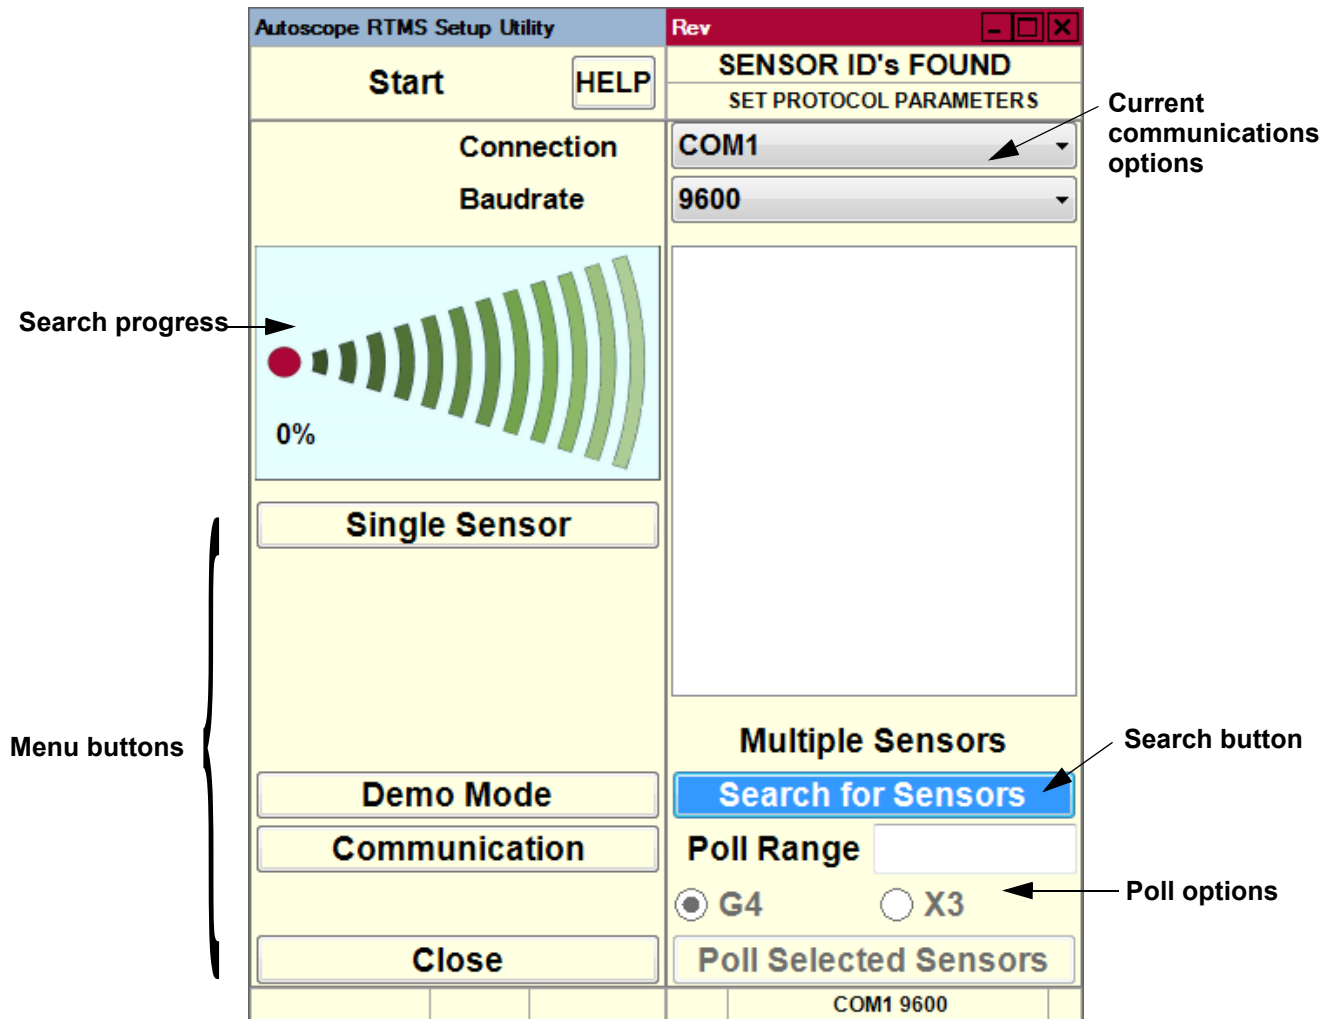 Autoscope RTMS Setup Utility
Rev
Start
HELP
SENSOR ID's FOUND
SET PROTOCOL PARAMETERS
Connection
COM1
Current
communications
options
Baudrate
9600
Search progress
0%
Single Sensor
Menu buttons
Multiple Sensors
Search button
Demo Mode
Search for Sensors
Communication
Poll Range
G4
X3
Poll options
Close
Poll Selected Sensors
COM1 9600